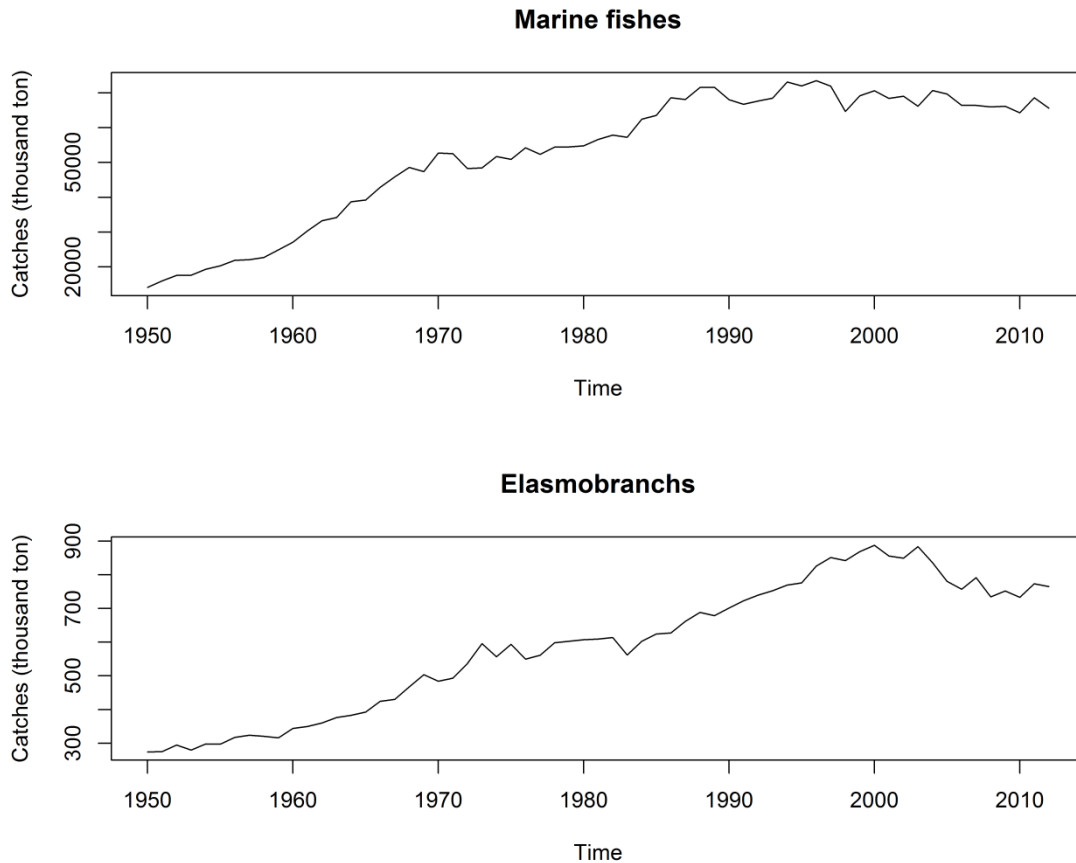 Marine fishes
Catches (thousand ton)
50000
20000
1950 1960 1970 1980 1990 2000 2010
Time
Elasmobranchs
Catches (thousand ton)
900
700
500
300
1950 1960 1970 1980 1990 2000 2010
Time